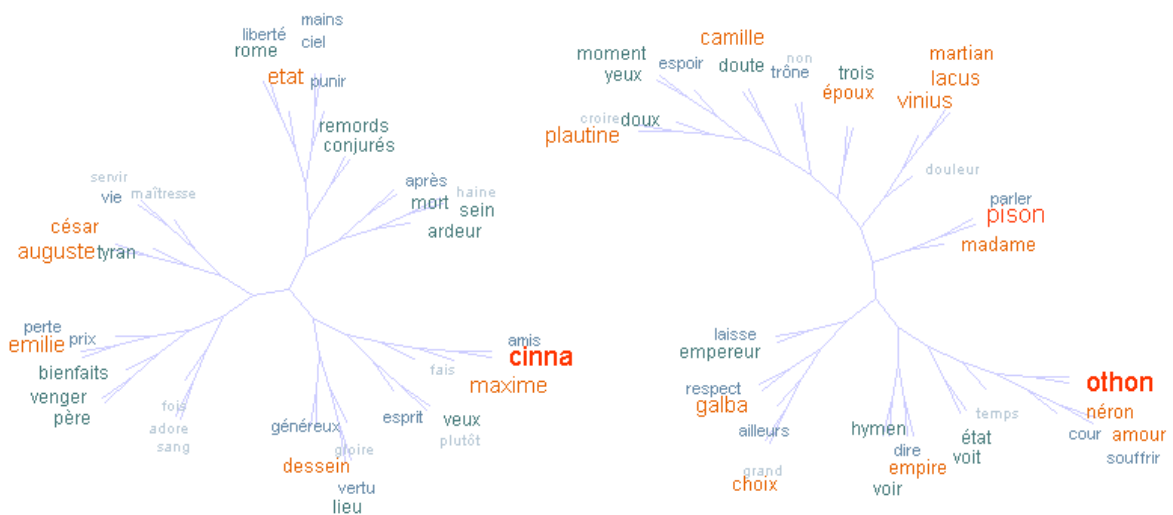 mains
liberté
ciel
rome
etat
punir
remords
conjurés
servir
vie
maîtresse
après
haine
mort
sein
ardeur
césar
auguste
tyran
perte
prix
emilie
bienfaits
venger
père
fois
adore
sang
amis
cinna
fais
maxime
esprit
veux
plutôt
généreux
gloire
dessein
vertu
lieu
camille
moment
espoir
yeux
doute
non
trône
trois
époux
martian
lacus
vinius
croire
doux
plautine
douleur
parler
pison
madame
laisse
empereur
respect
galba
ailleurs
grand
choix
hymen
dire
empire
voir
temps
état
voit
othon
néron
cour
amour
souffrir